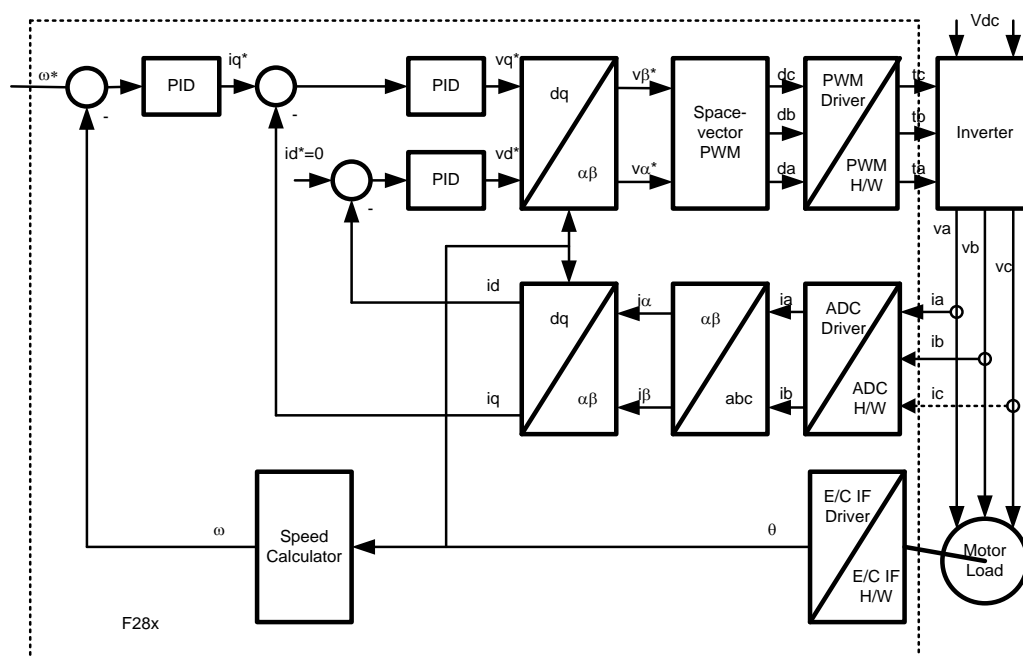 Vdc
ω*
-
PID
iq*
-
PID
vq*
id*=0
-
PID
vd*
dq
αβ
vβ*
vα*
Space-
vector
PWM
dc
db
da
PWM
Driver
PWM
H/W
tc
tb
ta
Inverter
va
vb
vc
id
iq
dq
αβ
iα
iβ
αβ
abc
ia
ib
ADC
Driver
ADC
H/W
ia
ib
ic
ω
Speed
Calculator
θ
E/C IF
Driver
E/C IF
H/W
Motor
Load
F28x